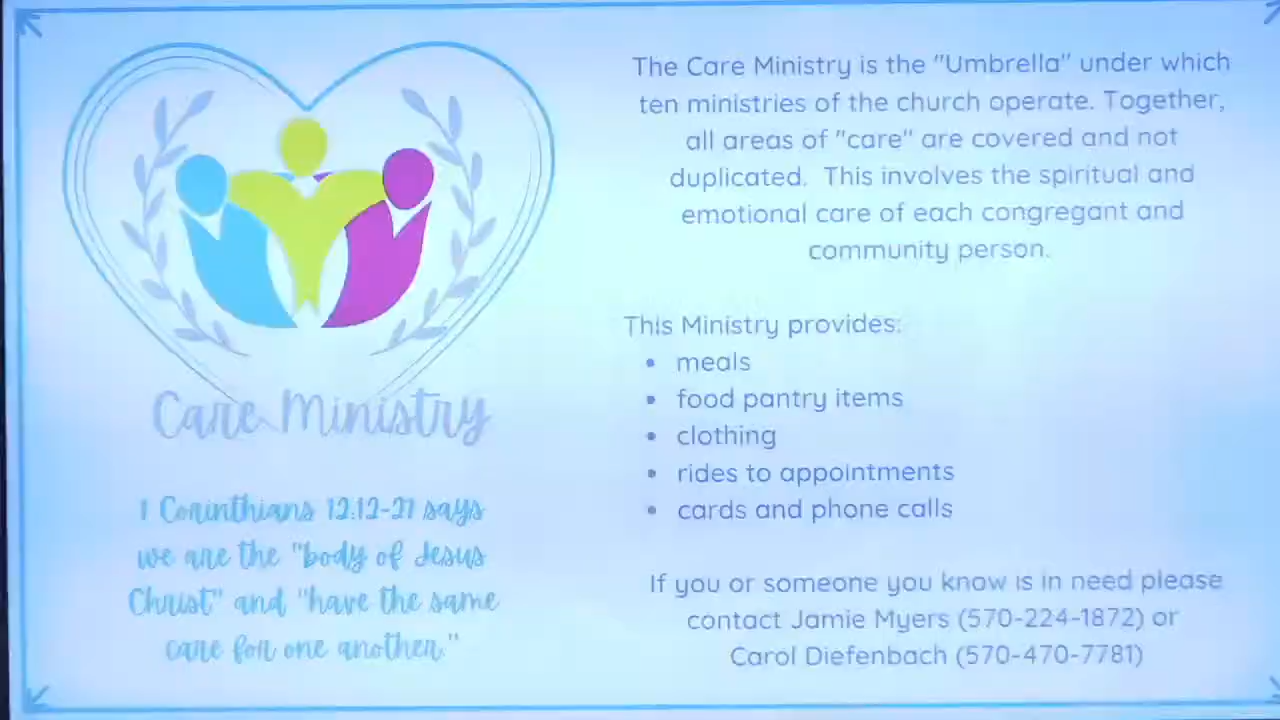 Care Ministry
1 Corinthians 12:12-27 says
we are the "body of Jesus
Christ" and "have the same
care for one another."
The Care Ministry is the "Umbrella" under which
ten ministries of the church operate. Together,
all areas of "care" are covered and not
duplicated.  This involves the spiritual and
emotional care of each congregant and
community person.
This Ministry provides:
• meals
• food pantry items
• clothing
• rides to appointments
• cards and phone calls
If you or someone you know is in need please
contact Jamie Myers (570-224-1872) or
Carol Diefenbach (570-470-7781)